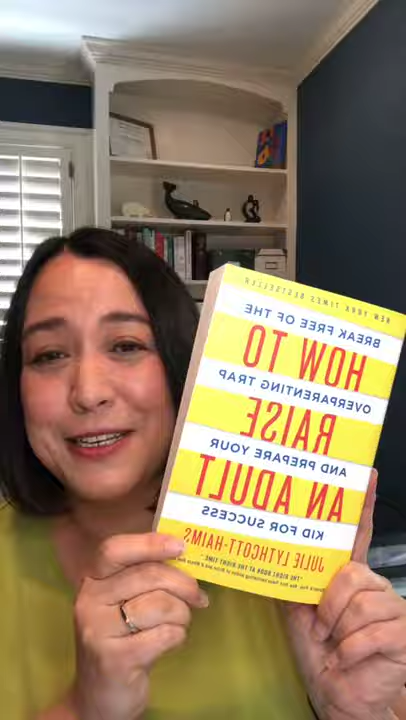 NEW YORK TIMES BESTSELLER
BREAK FREE OF THE
HOW TO
OVERPARENTING TRAP
RAISE
AND PREPARE YOUR
AN ADULT
KID FOR SUCCESS
JULIE LYTHCOTT-HAIMS
"THE RIGHT BOOK AT THE RIGHT TIME."